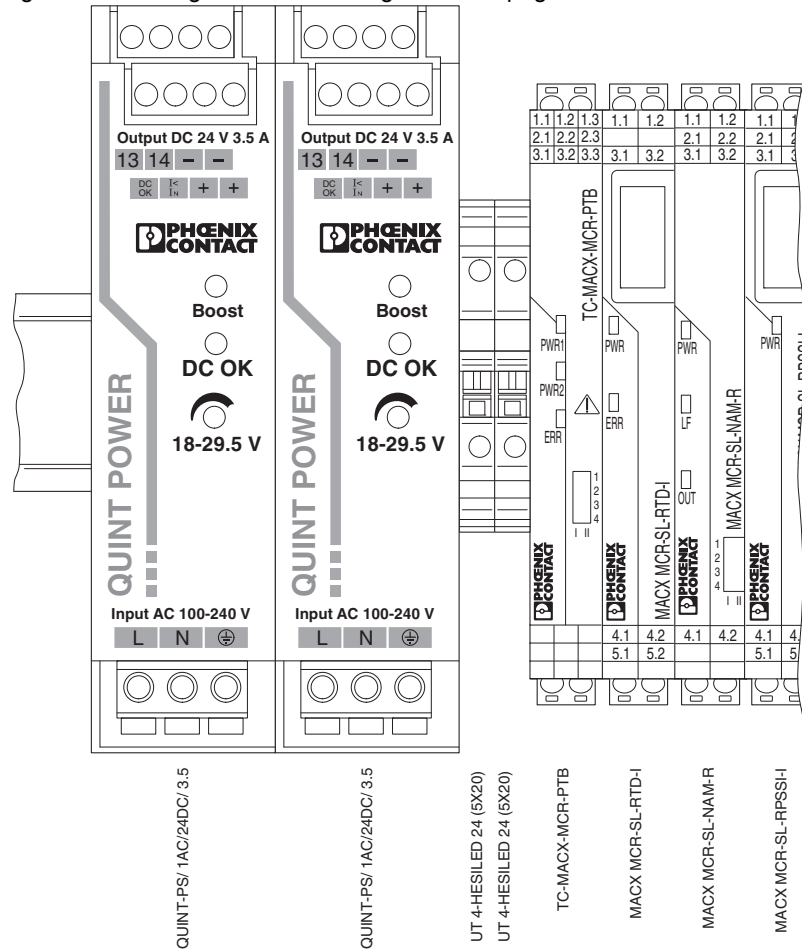 Output DC 24 V 3.5 A
13 14 – –
DC OK I< IN + +
PHŒNIX CONTACT
Boost
DC OK
18-29.5 V
QUINT POWER
Input AC 100-240 V
L N
Output DC 24 V 3.5 A
13 14 – –
DC OK I< IN + +
PHŒNIX CONTACT
Boost
DC OK
18-29.5 V
QUINT POWER
Input AC 100-240 V
L N
1.1 1.2 1.3
2.1 2.2 2.3
3.1 3.2 3.3
TC-MACX-MCR-PTB
PWR1
PWR2
ERR
1
2
3
4
I II
PHŒNIX CONTACT
1.1 1.2
3.1 3.2
PWR
ERR
MACX MCR-SL-RTD-I
PHŒNIX CONTACT
4.1 4.2
5.1 5.2
1.1 1.2
2.1 2.2
3.1 3.2
PWR
LF
OUT
MACX MCR-SL-NAM-R
1
2
3
4
I II
PHŒNIX CONTACT
4.1 4.2
1.1
2.1
3.1
PWR
PHŒNIX CONTACT
4.1
5.1
QUINT-PS/ 1AC/24DC/ 3.5
QUINT-PS/ 1AC/24DC/ 3.5
UT 4-HESILED 24 (5X20)
UT 4-HESILED 24 (5X20)
TC-MACX-MCR-PTB
MACX MCR-SL-RTD-I
MACX MCR-SL-NAM-R
MACX MCR-SL-RPSSI-I